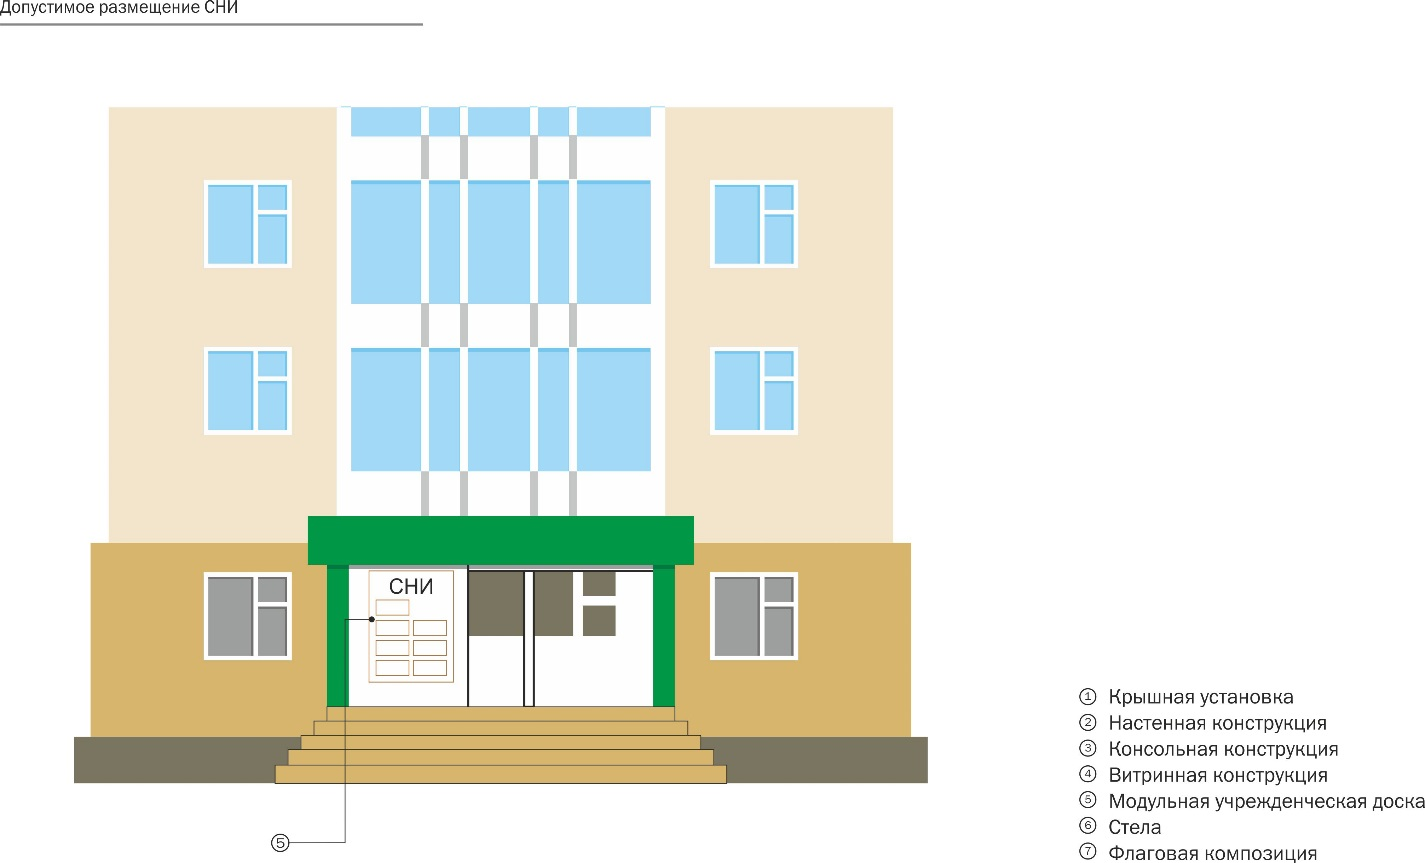 Допустимое размещение СНИ
СНИ
5
1 Крышная установка
2 Настенная конструкция
3 Консольная конструкция
4 Витринная конструкция
5 Модульная учрежденческая доска
6 Стела
7 Флаговая композиция